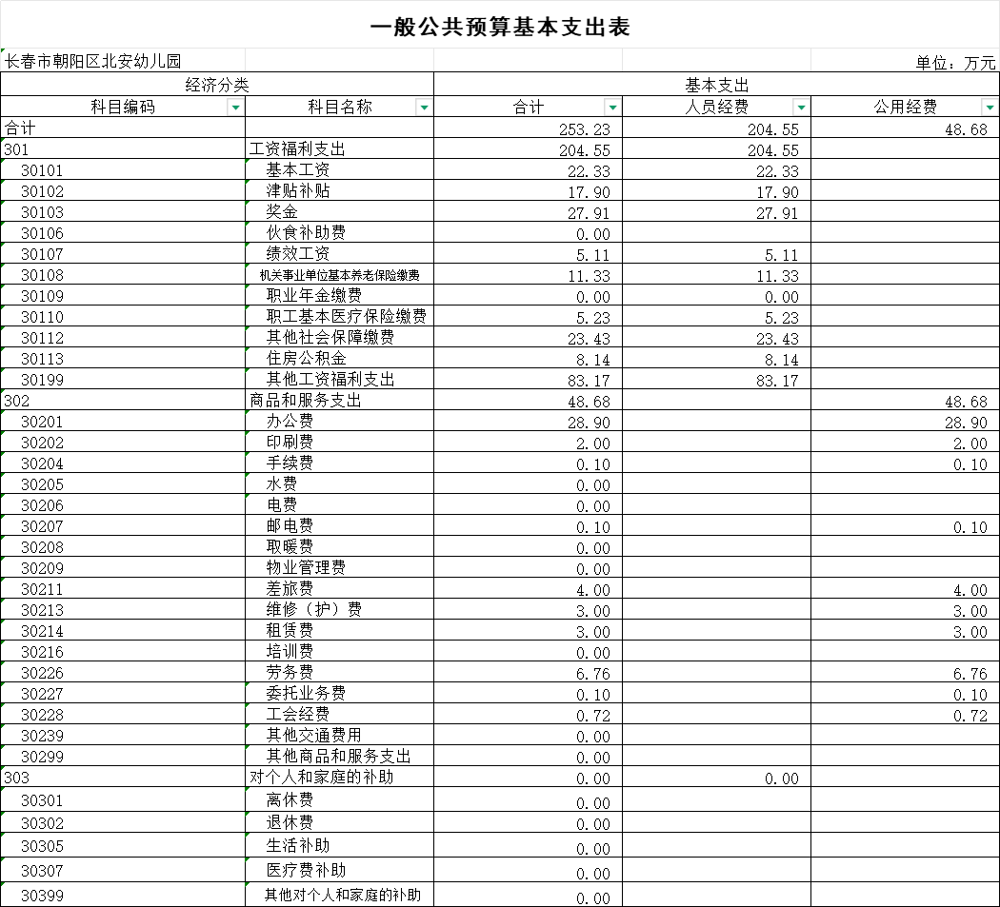 一般公共预算基本支出表
长春市朝阳区北安幼儿园 单位：万元
经济分类 基本支出
科目编码 科目名称 合计 人员经费 公用经费
合计 253.23 204.55 48.68
301 工资福利支出 204.55 204.55
30101 基本工资 22.33 22.33
30102 津贴补贴 17.90 17.90
30103 奖金 27.91 27.91
30106 伙食补助费 0.00
30107 绩效工资 5.11 5.11
30108 机关事业单位基本养老保险缴费 11.33 11.33
30109 职业年金缴费 0.00 0.00
30110 职工基本医疗保险缴费 5.23 5.23
30112 其他社会保障缴费 23.43 23.43
30113 住房公积金 8.14 8.14
30199 其他工资福利支出 83.17 83.17
302 商品和服务支出 48.68 48.68
30201 办公费 28.90 28.90
30202 印刷费 2.00 2.00
30204 手续费 0.10 0.10
30205 水费 0.00
30206 电费 0.00
30207 邮电费 0.10 0.10
30208 取暖费 0.00
30209 物业管理费 0.00
30211 差旅费 4.00 4.00
30213 维修（护）费 3.00 3.00
30214 租赁费 3.00 3.00
30216 培训费 0.00
30226 劳务费 6.76 6.76
30227 委托业务费 0.10 0.10
30228 工会经费 0.72 0.72
30239 其他交通费用 0.00
30299 其他商品和服务支出 0.00
303 对个人和家庭的补助 0.00 0.00
30301 离休费 0.00
30302 退休费 0.00
30305 生活补助 0.00
30307 医疗费补助 0.00
30399 其他对个人和家庭的补助 0.00